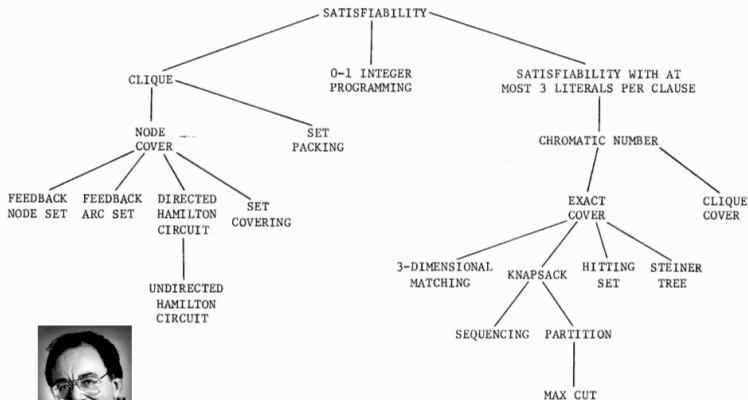 SATISFIABILITY
CLIQUE
0-1 INTEGER
PROGRAMMING
SATISFIABILITY WITH AT
MOST 3 LITERALS PER CLAUSE
NODE
COVER
SET
PACKING
CHROMATIC NUMBER
FEEDBACK
NODE SET
FEEDBACK
ARC SET
DIRECTED
HAMILTON
CIRCUIT
SET
COVERING
EXACT
COVER
CLIQUE
COVER
3-DIMENSIONAL
MATCHING
KNAPSACK
HITTING
SET
STEINER
TREE
UNDIRECTED
HAMILTON
CIRCUIT
SEQUENCING
PARTITION
MAX CUT